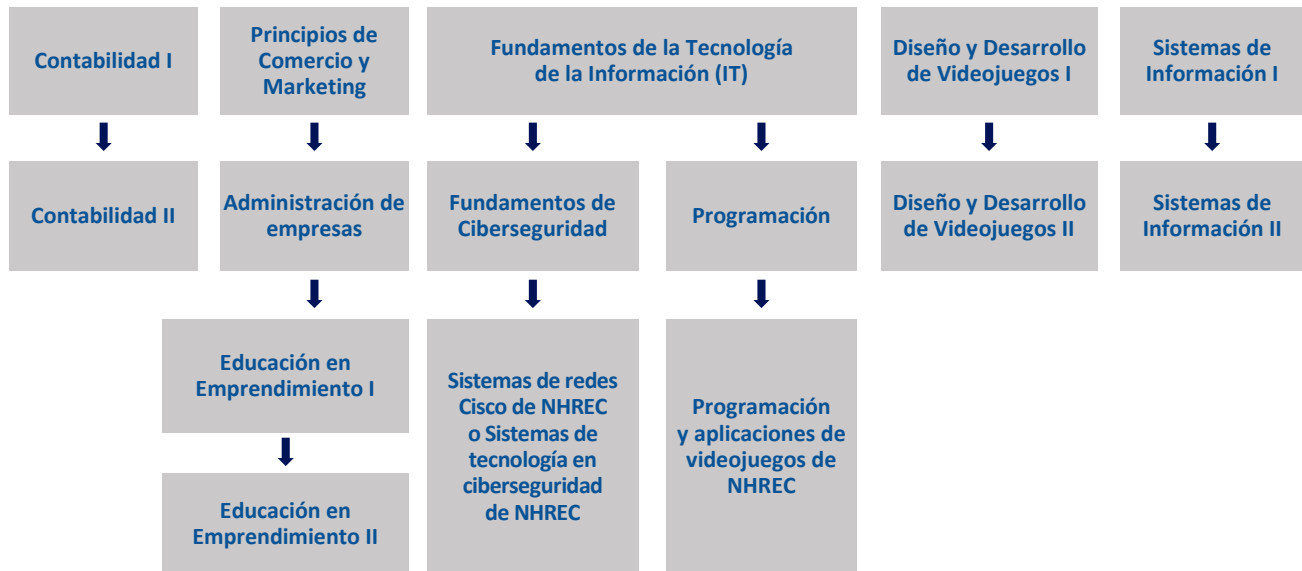 Contabilidad I
Principios de
Comercio y
Marketing
Fundamentos de la Tecnología
de la Información (IT)
Diseño y Desarrollo
de Videojuegos I
Sistemas de
Información I
Contabilidad II
Administración de
empresas
Fundamentos de
Ciberseguridad
Programación
Diseño y Desarrollo
de Videojuegos II
Sistemas de
Información II
Educación en
Emprendimiento I
Sistemas de redes
Cisco de NHREC
o Sistemas de
tecnología en
ciberseguridad
de NHREC
Programación
y aplicaciones de
videojuegos de
NHREC
Educación en
Emprendimiento II